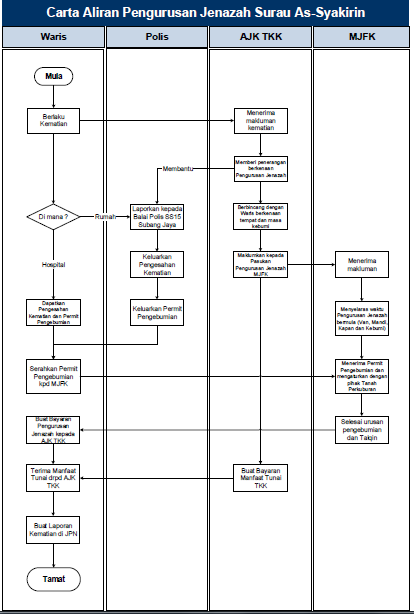 Carta Aliran Pengurusan Jenazah Surau As-Syakirin
Waris
Polis
AJK TKK
MJFK
Mula
Berlaku
Kematian
Menerima
makluman
kematian
Memberi penerangan
berkenaan
Pengurusan Jenazah
Membantu
Di mana ?
Rumah
Laporkan kepada
Balai Polis SS15
Subang Jaya
Berbincang dengan
Waris berkenaan
tempat dan masa
kebumi
Hospital
Keluarkan
Pengesahan
Kematian
Maklumkan kepada
Pasukan
Pengurusan Jenazah
MJFK
Menerima
makluman
Dapatkan
Pengesahan
Kematian dan Permit
Pengebumian
Keluarkan Permit
Pengebumian
Menyelaras waktu
Pengurusan Jenazah
bermula (Van, Mandi,
Kapan dan Kebumi)
Serahkan Permit
Pengebumian
kpd MJFK
Menerima Permit
Pengebumian dan
mengaturkan dengan
pihak Tanah
Perkuburan
Buat Bayaran
Pengurusan
Jenazah kepada
AJK TKK
Selesai urusan
pengebumian
dan Talqin
Terima Manfaat
Tunai drpd AJK
TKK
Buat Bayaran
Manfaat Tunai
TKK
Buat Laporan
Kematian di JPN
Tamat